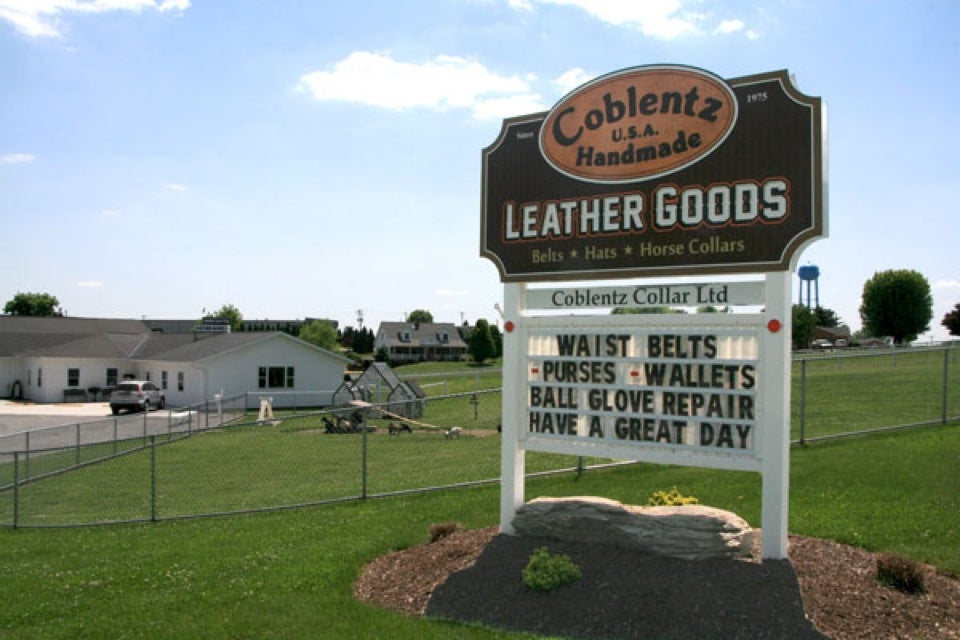 Coblentz
U.S.A.
Handmade
Since 1975
LEATHER GOODS
Belts ★ Hats ★ Horse Collars
Coblentz Collar Ltd
WAIST BELTS
-PURSES -WALLETS
BALL GLOVE REPAIR
HAVE A GREAT DAY